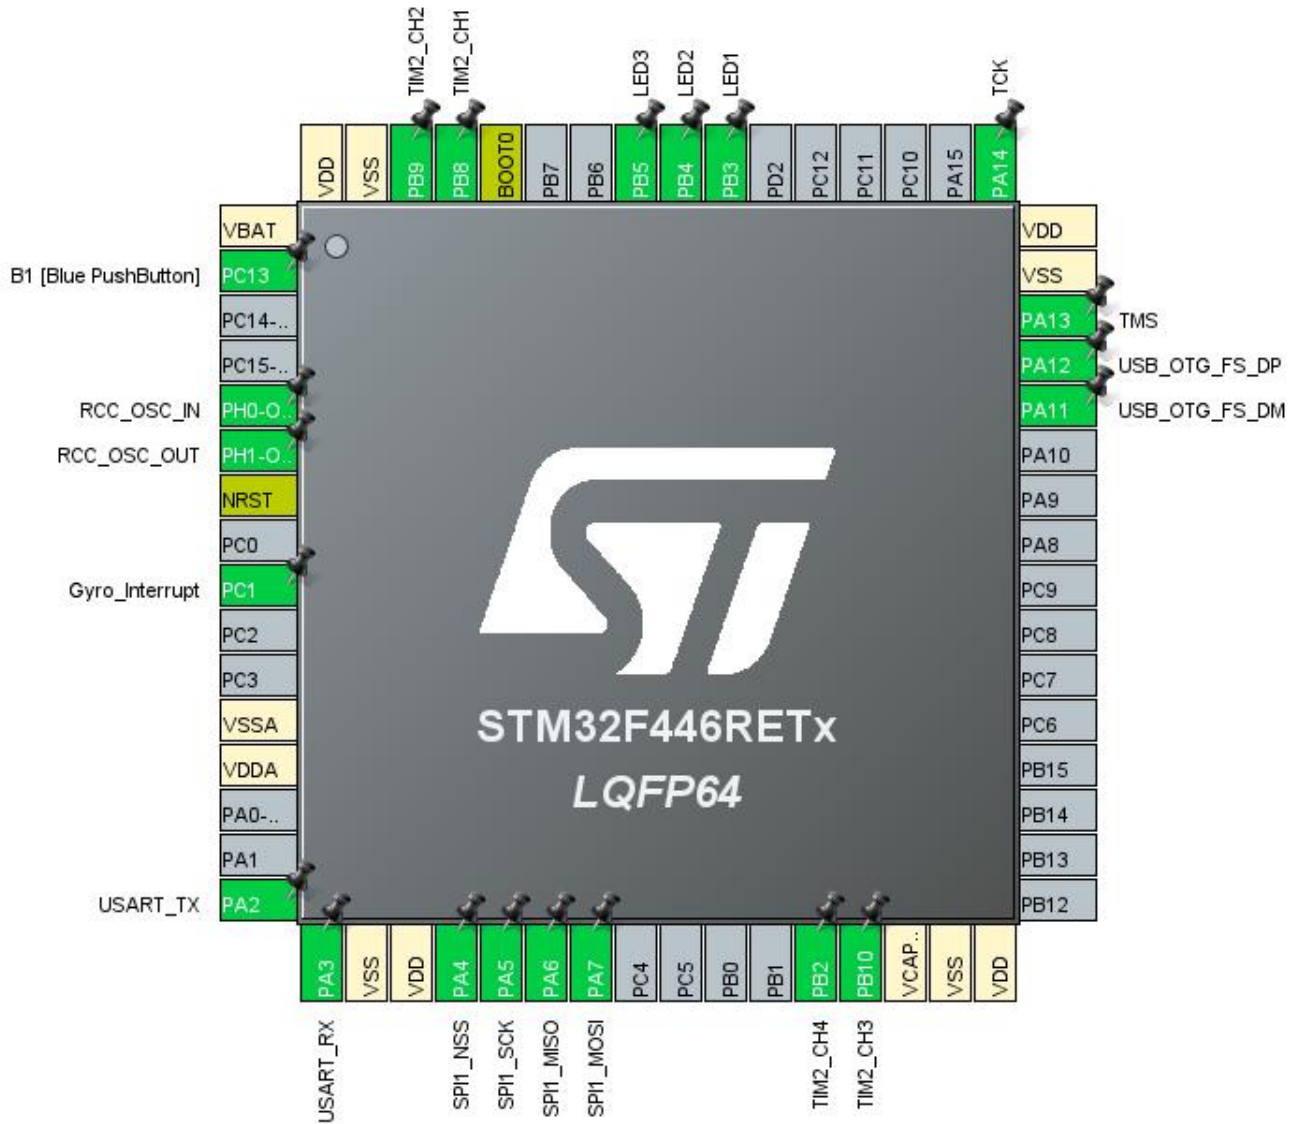 TIM2_CH2
TIM2_CH1
LED3
LED2
LED1
TCK
VDD
VSS
PB9
PB8
BOOT0
PB7
PB6
PB5
PB4
PB3
PD2
PC12
PC11
PC10
PA15
PA14
VBAT
B1 [Blue PushButton] PC13
PC14-..
PC15-..
RCC_OSC_IN PH0-O..
RCC_OSC_OUT PH1-O..
NRST
PC0
Gyro_Interrupt PC1
PC2
PC3
VSSA
VDDA
PA0-..
PA1
USART_TX PA2
VDD
VSS
PA13 TMS
PA12 USB_OTG_FS_DP
PA11 USB_OTG_FS_DM
PA10
PA9
PA8
PC9
PC8
PC7
PC6
PB15
PB14
PB13
PB12
ST
STM32F446RETx
LQFP64
PA3
VSS
VDD
PA4
PA5
PA6
PA7
PC4
PC5
PB0
PB1
PB2
PB10
VCAP..
VSS
VDD
USART_RX
SPI1_NSS
SPI1_SCK
SPI1_MISO
SPI1_MOSI
TIM2_CH4
TIM2_CH3